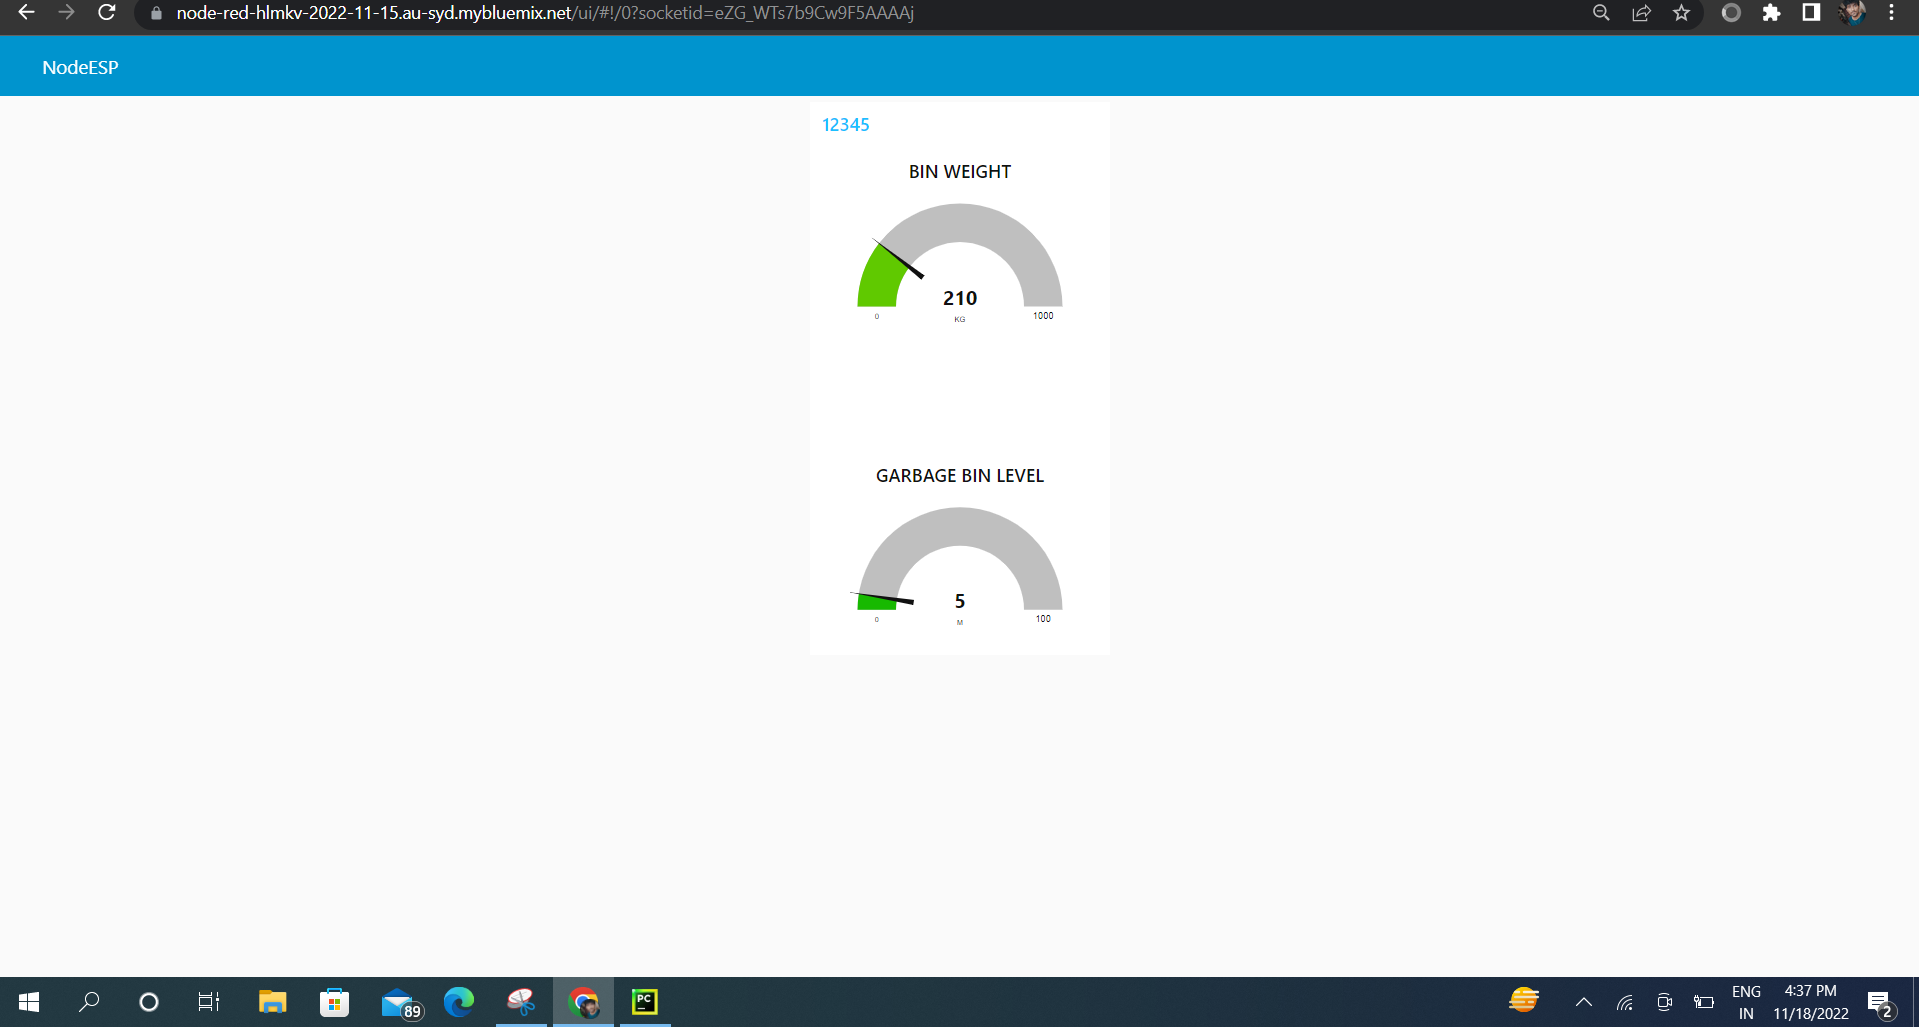 node-red-hlmkv-2022-11-15.au-syd.mybluemix.net/ui/#!/0?socketid=eZG_WTs7b9Cw9F5AAAAj
NodeESP
12345
BIN WEIGHT
210
KG
0
1000
GARBAGE BIN LEVEL
5
M
0
100
89
PC
ENG
IN
4:37 PM
11/18/2022
2